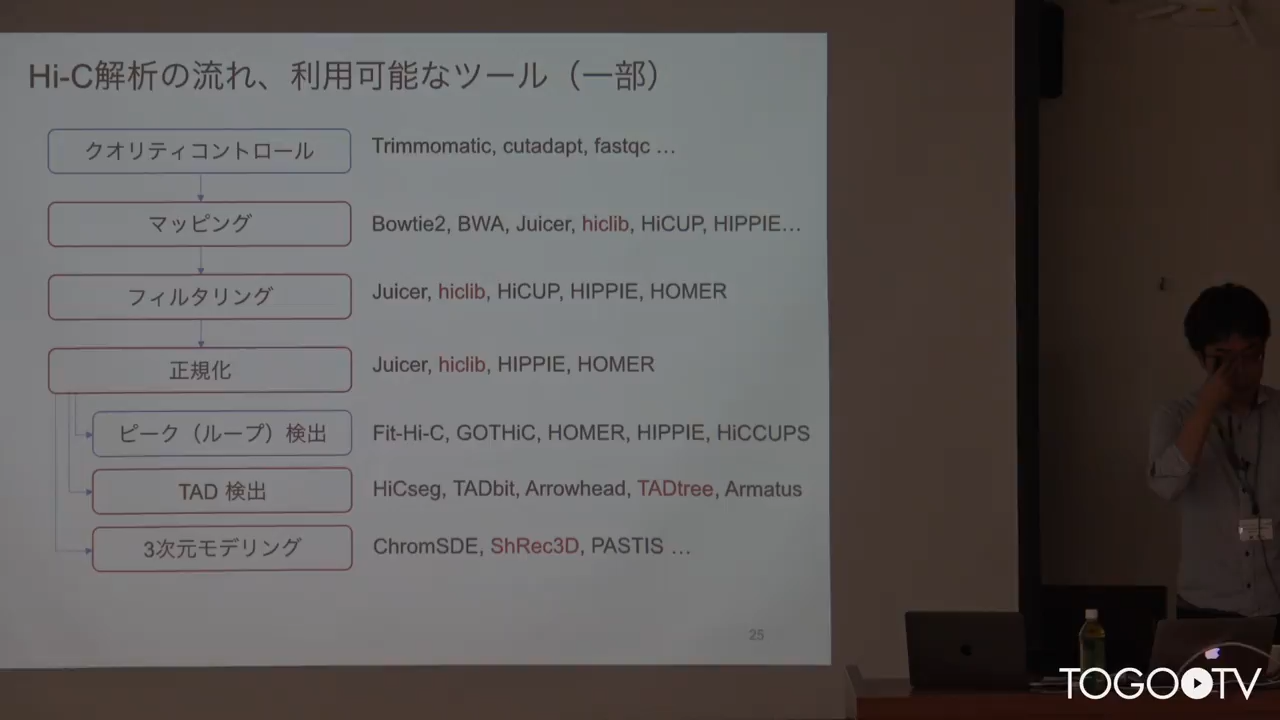 Hi-C解析の流れ、利用可能なツール（一部）
クオリティコントロール
Trimmomatic, cutadapt, fastqc …
マッピング
Bowtie2, BWA, Juicer, hiclib, HiCUP, HIPPIE…
フィルタリング
Juicer, hiclib, HiCUP, HIPPIE, HOMER
正規化
Juicer, hiclib, HIPPIE, HOMER
ピーク（ループ）検出
Fit-Hi-C, GOTHiC, HOMER, HIPPIE, HiCCUPS
TAD 検出
HiCseg, TADbit, Arrowhead, TADtree, Armatus
3次元モデリング
ChromSDE, ShRec3D, PASTIS …
25
TOGOTV